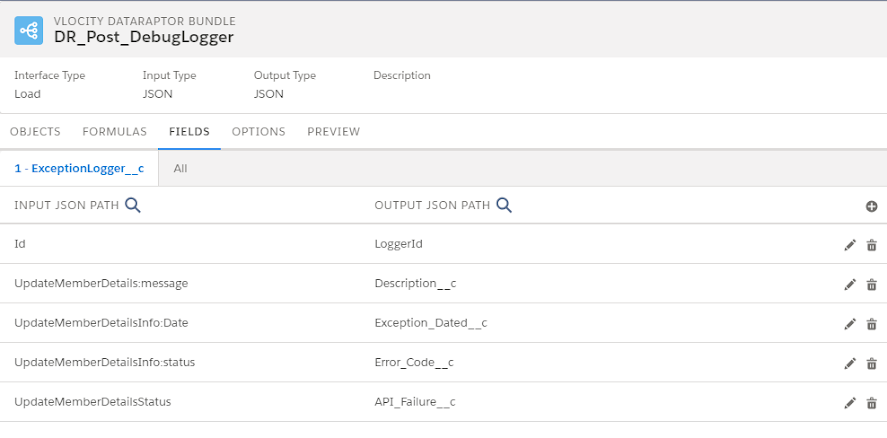 VLOCITY DATARAPTOR BUNDLE
DR_Post_DebugLogger
Interface Type Input Type Output Type Description
Load JSON JSON
OBJECTS FORMULAS FIELDS OPTIONS PREVIEW
1 - ExceptionLogger__c All
INPUT JSON PATH OUTPUT JSON PATH
Id LoggerId
UpdateMemberDetails:message Description__c
UpdateMemberDetailsInfo:Date Exception_Dated__c
UpdateMemberDetailsInfo:status Error_Code__c
UpdateMemberDetailsStatus API_Failure__c